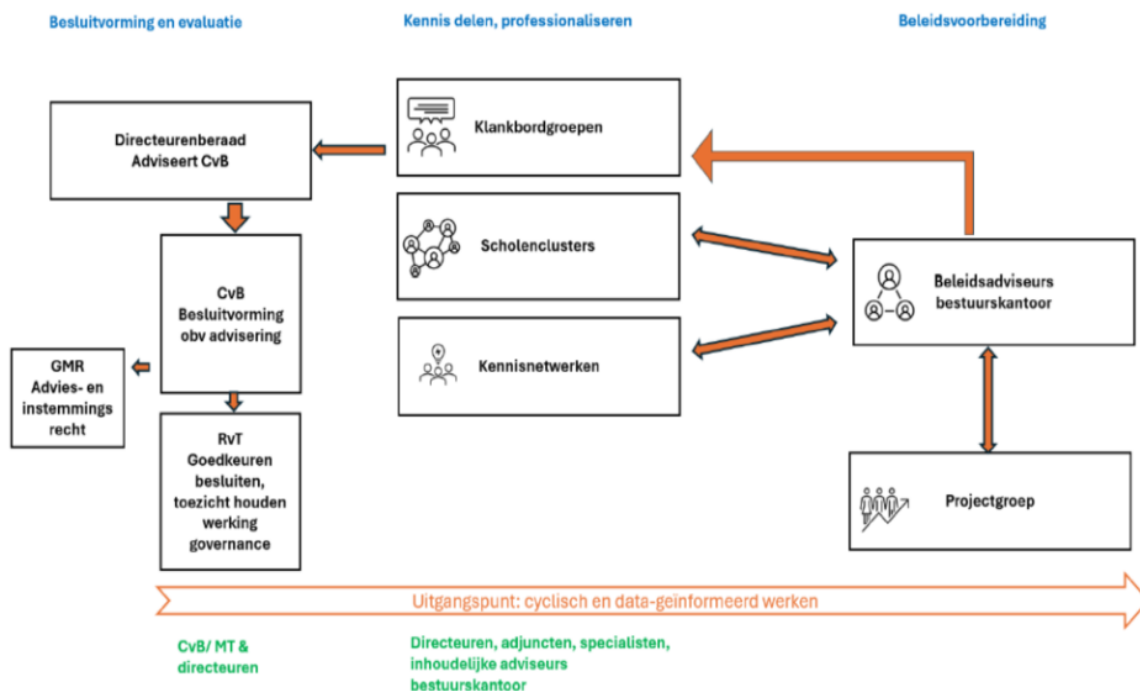 Besluitvorming en evaluatie
Kennis delen, professionaliseren
Beleidsvoorbereiding
Directeurenberaad
Adviseert CvB
Klankbordgroepen
Scholenclusters
Kennisnetwerken
CvB
Besluitvorming
obv advisering
GMR
Advies- en
instemmings
recht
RvT
Goedkeuren
besluiten,
toezicht houden
werking
governance
Beleidsadviseurs
bestuurskantoor
Projectgroep
Uitgangspunt: cyclisch en data-geïnformeerd werken
CvB/ MT &
directeuren
Directeuren, adjuncten, specialisten,
inhoudelijke adviseurs
bestuurskantoor